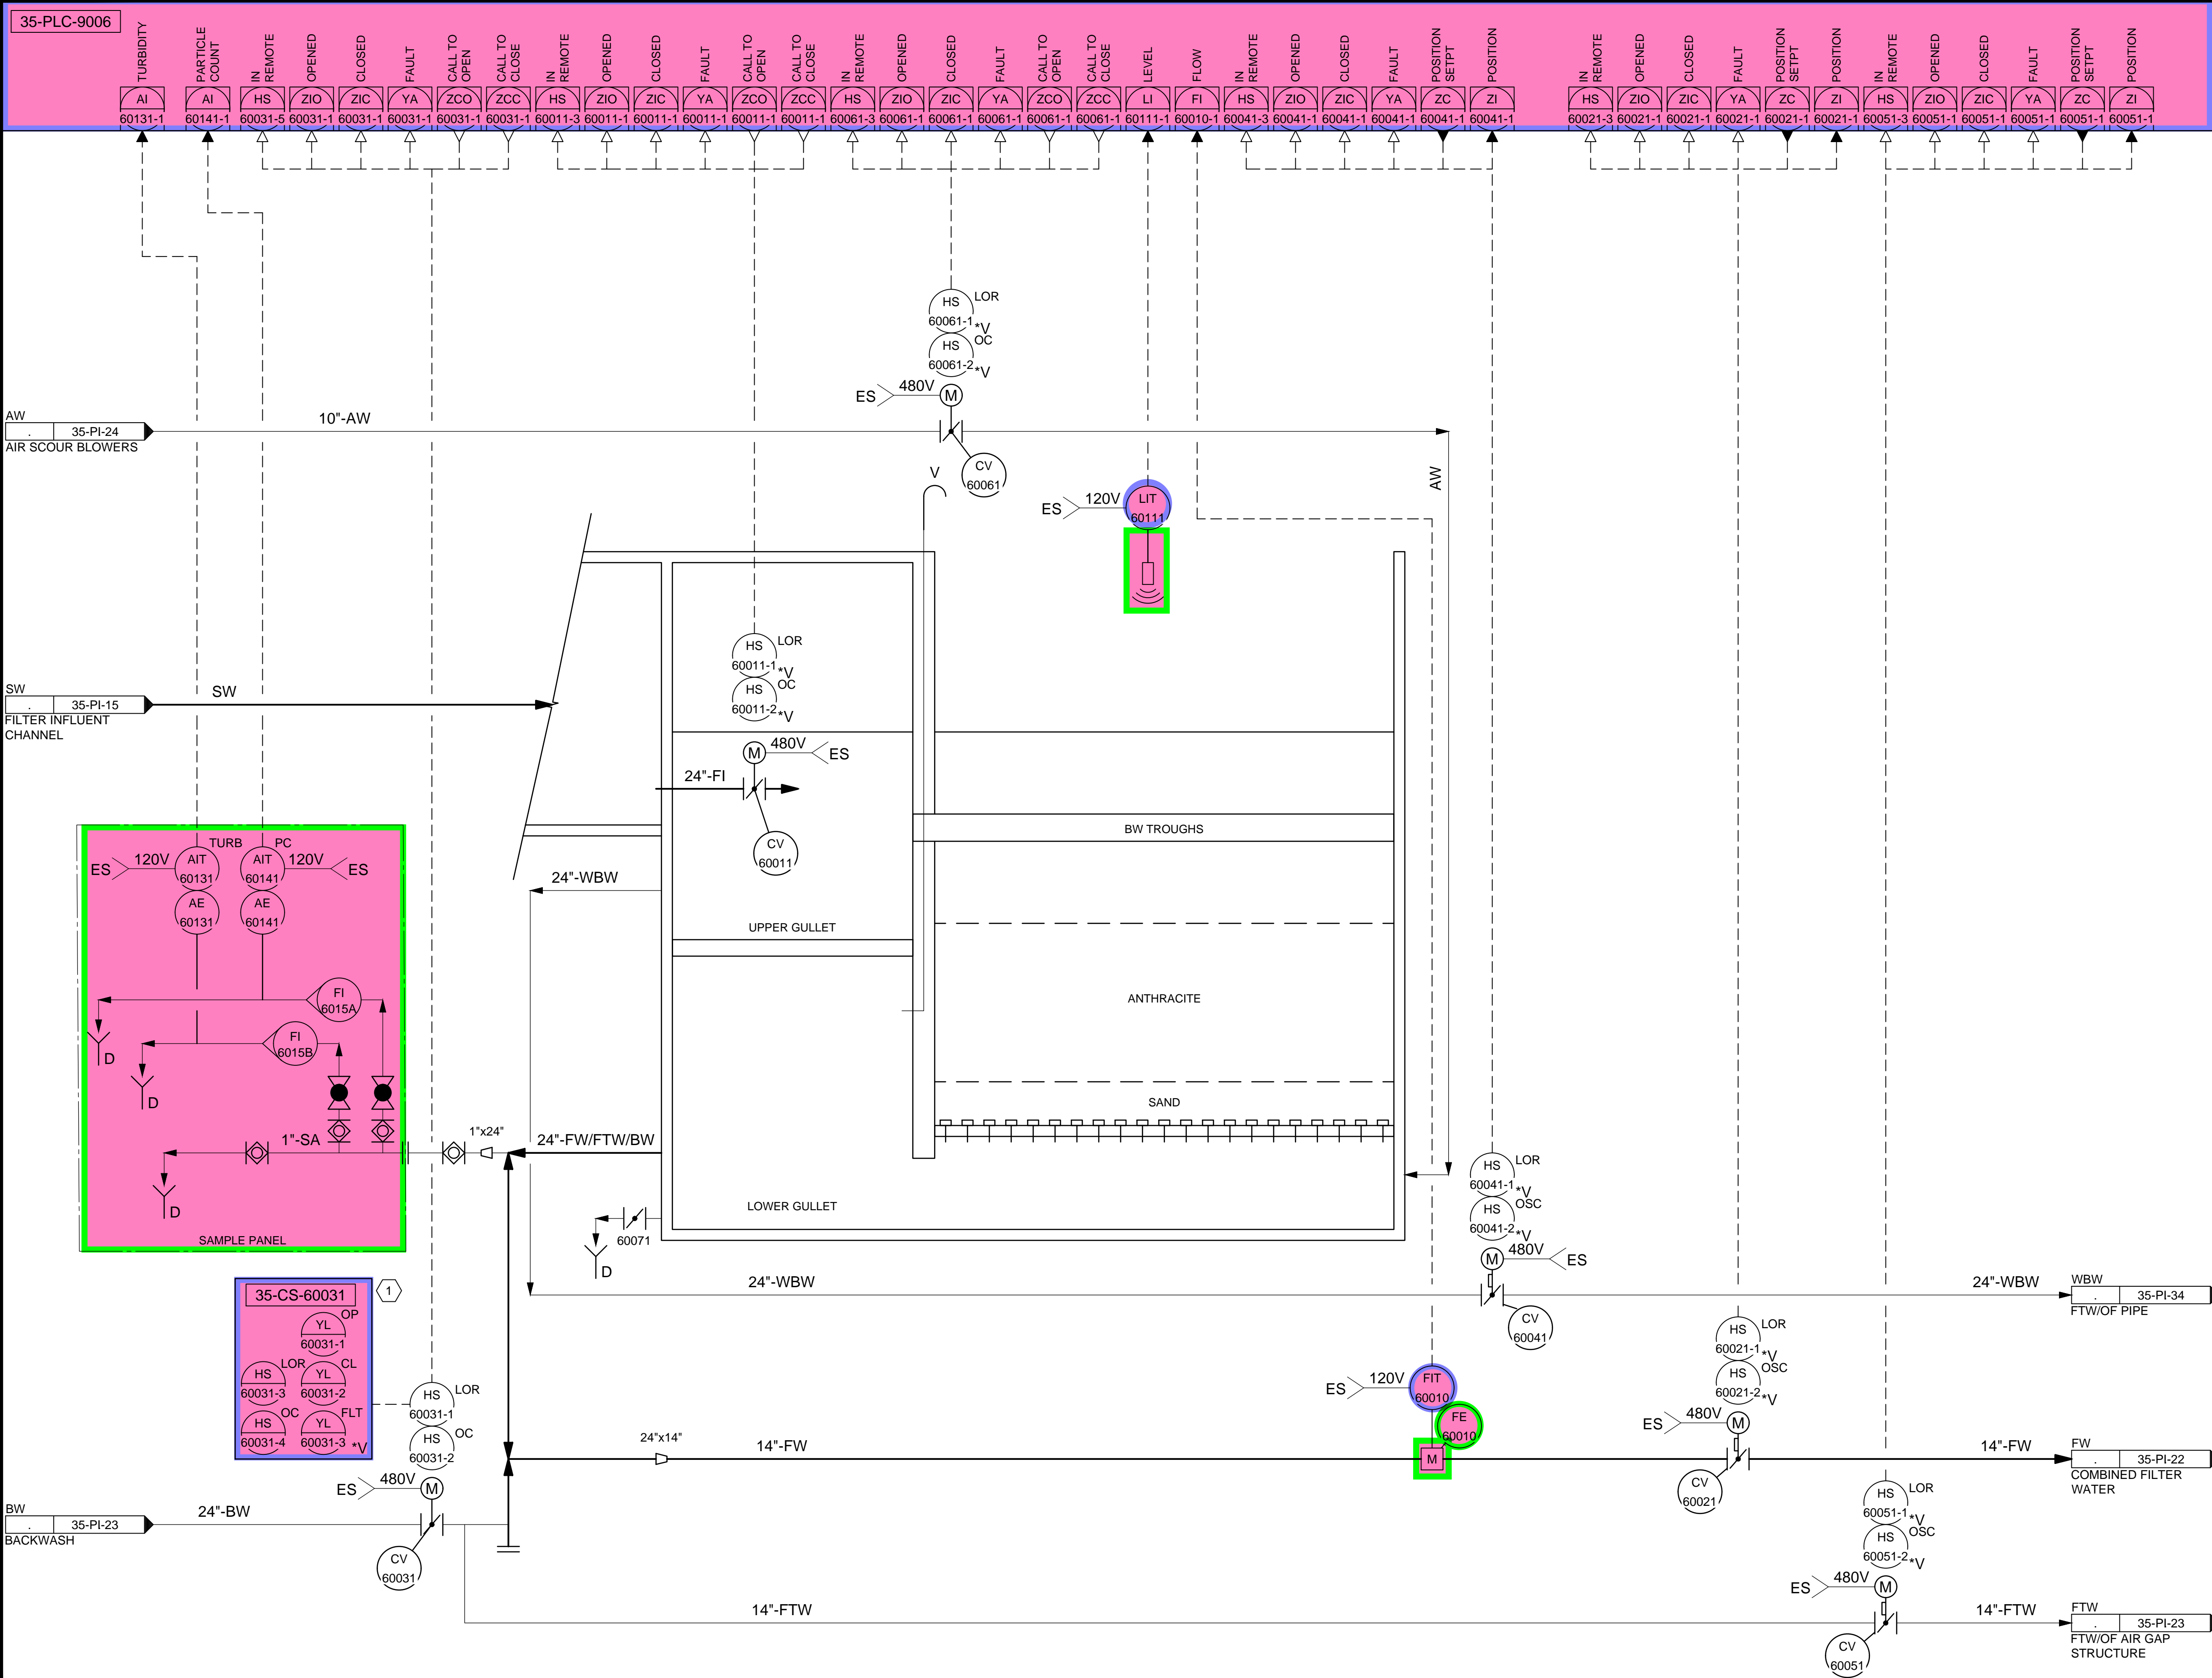 35-PLC-9006
TURBIDITY
PARTICLE
COUNT
IN
REMOTE
OPENED
CLOSED
FAULT
CALL TO
OPEN
CALL TO
CLOSE
IN
REMOTE
OPENED
CLOSED
FAULT
CALL TO
OPEN
CALL TO
CLOSE
IN
REMOTE
OPENED
CLOSED
FAULT
CALL TO
OPEN
CALL TO
CLOSE
LEVEL
FLOW
IN
REMOTE
OPENED
CLOSED
FAULT
POSITION
SETPT
POSITION
IN
REMOTE
OPENED
CLOSED
FAULT
POSITION
SETPT
POSITION
IN
REMOTE
OPENED
CLOSED
FAULT
POSITION
SETPT
POSITION
AI AI HS ZIO ZIC YA ZCO ZCC HS ZIO ZIC YA ZCO ZCC HS ZIO ZIC YA ZCO ZCC LI FI HS ZIO ZIC YA ZC ZI HS ZIO ZIC YA ZC ZI HS ZIO ZIC YA ZC ZI
60131-1 60141-1 60031-5 60031-1 60031-1 60031-1 60031-1 60031-1 60011-3 60011-1 60011-1 60011-1 60011-1 60011-1 60061-3 60061-1 60061-1 60061-1 60061-1 60061-1 60111-1 60010-1 60041-3 60041-1 60041-1 60041-1 60041-1 60041-1 60021-3 60021-1 60021-1 60021-1 60021-1 60021-1 60051-3 60051-1 60051-1 60051-1 60051-1 60051-1
HS LOR
60061-1 *V
HS OC
60061-2 *V
ES 480V M
AW
. 35-PI-24
AIR SCOUR BLOWERS
10"-AW
CV
60061
V
AW
ES 120V LIT
60111
HS LOR
60011-1 *V
HS OC
60011-2 *V
SW
. 35-PI-15
FILTER INFLUENT
CHANNEL
SW
M 480V ES
24"-FI
CV
60011
BW TROUGHS
TURB PC
ES 120V AIT
60131
AIT 120V ES
60141
AE
60131
AE
60141
24"-WBW
UPPER GULLET
ANTHRACITE
FI
6015A
FI
6015B
D
D
SAND
1"-SA
1"x24"
24"-FW/FTW/BW
D
SAMPLE PANEL
LOWER GULLET
60071
D
HS LOR
60041-1 *V
HS OSC
60041-2 *V
M 480V ES
24"-WBW
24"-WBW
WBW
. 35-PI-34
FTW/OF PIPE
CV
60041
35-CS-60031
1
YL OP
60031-1
HS LOR
60031-3
YL CL
60031-2
HS OC
60031-4
YL FLT
60031-3 *V
HS LOR
60031-1
HS OC
60031-2
HS LOR
60021-1 *V
HS OSC
60021-2 *V
ES 120V FIT
60010
FE
60010
M
ES 480V M
24"x14"
14"-FW
14"-FW
FW
. 35-PI-22
COMBINED FILTER
WATER
CV
60021
ES 480V M
BW
. 35-PI-23
BACKWASH
24"-BW
CV
60031
HS LOR
60051-1 *V
HS OSC
60051-2 *V
ES 480V M
14"-FTW
14"-FTW
FTW
. 35-PI-23
FTW/OF AIR GAP
STRUCTURE
CV
60051